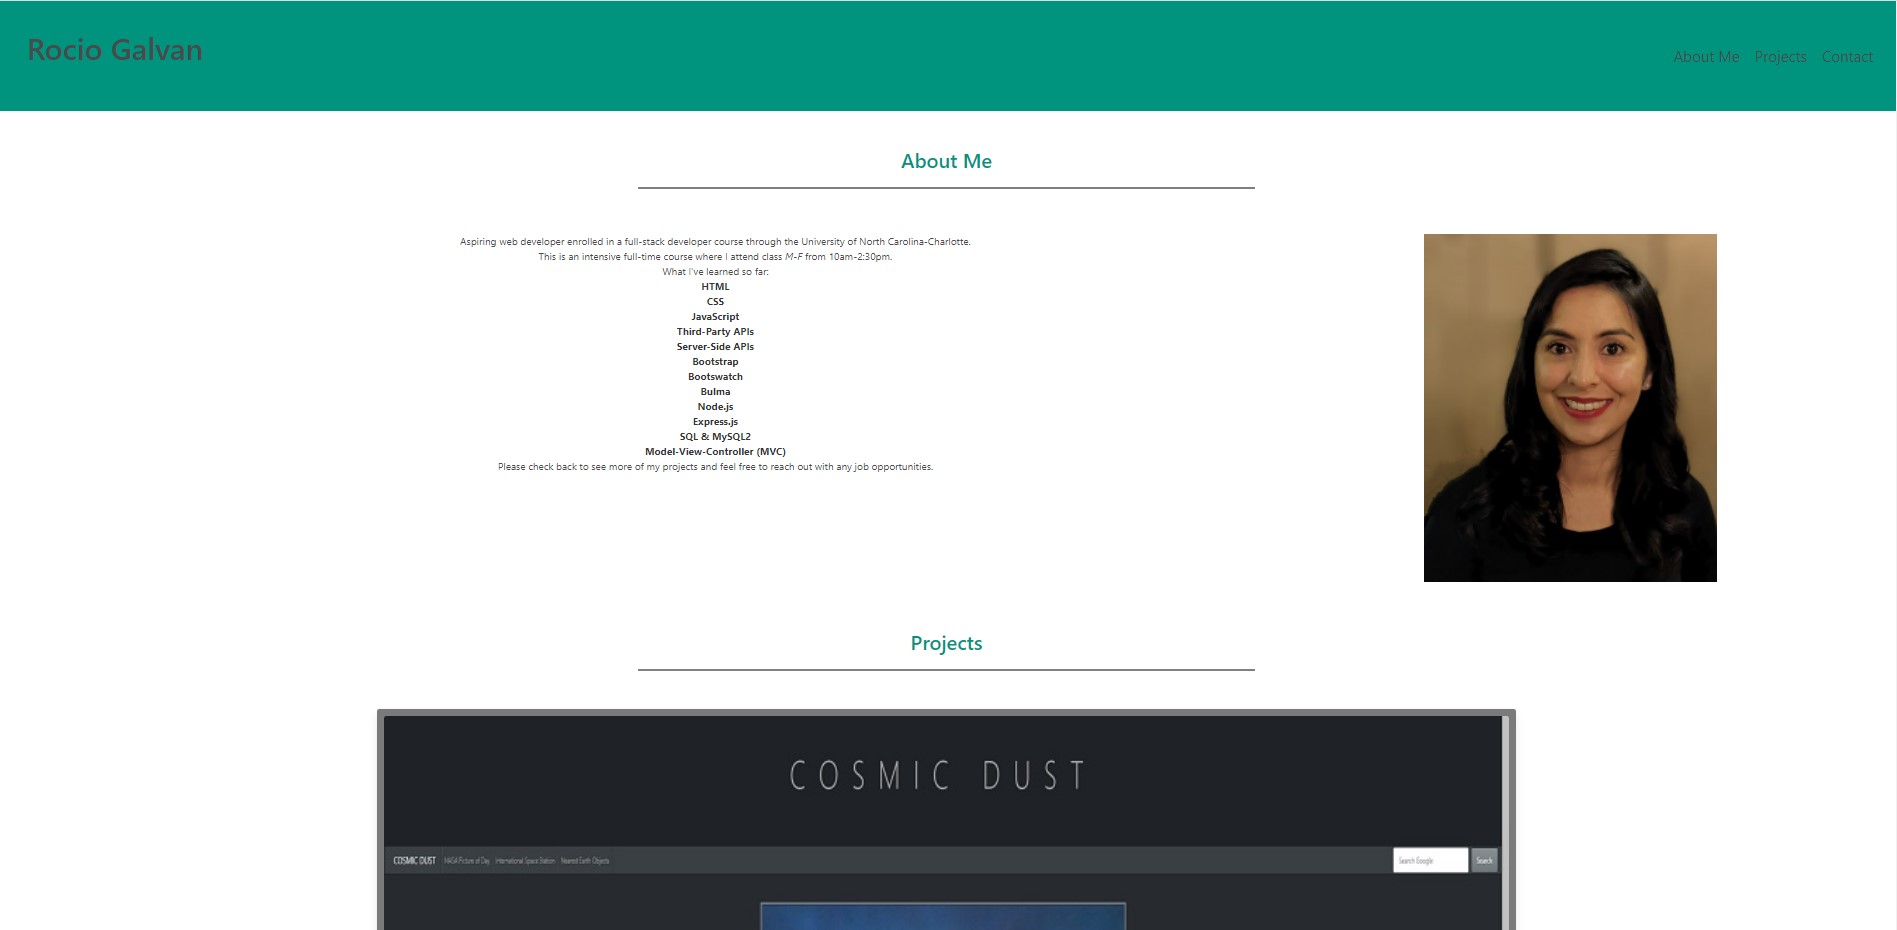 Rocio Galvan
About Me Projects Contact
About Me
Aspiring web developer enrolled in a full-stack developer course through the University of North Carolina-Charlotte.
This is an intensive full-time course where I attend class M-F from 10am-2:30pm.
What I've learned so far:
HTML
CSS
JavaScript
Third-Party APIs
Server-Side APIs
Bootstrap
Bootswatch
Bulma
Node.js
Express.js
SQL & MySQL2
Model-View-Controller (MVC)
Please check back to see more of my projects and feel free to reach out with any job opportunities.
Projects
COSMIC DUST
COSMIC DUST NASA Picture of Day International Space Station Nearest Earth Objects Search Google Search